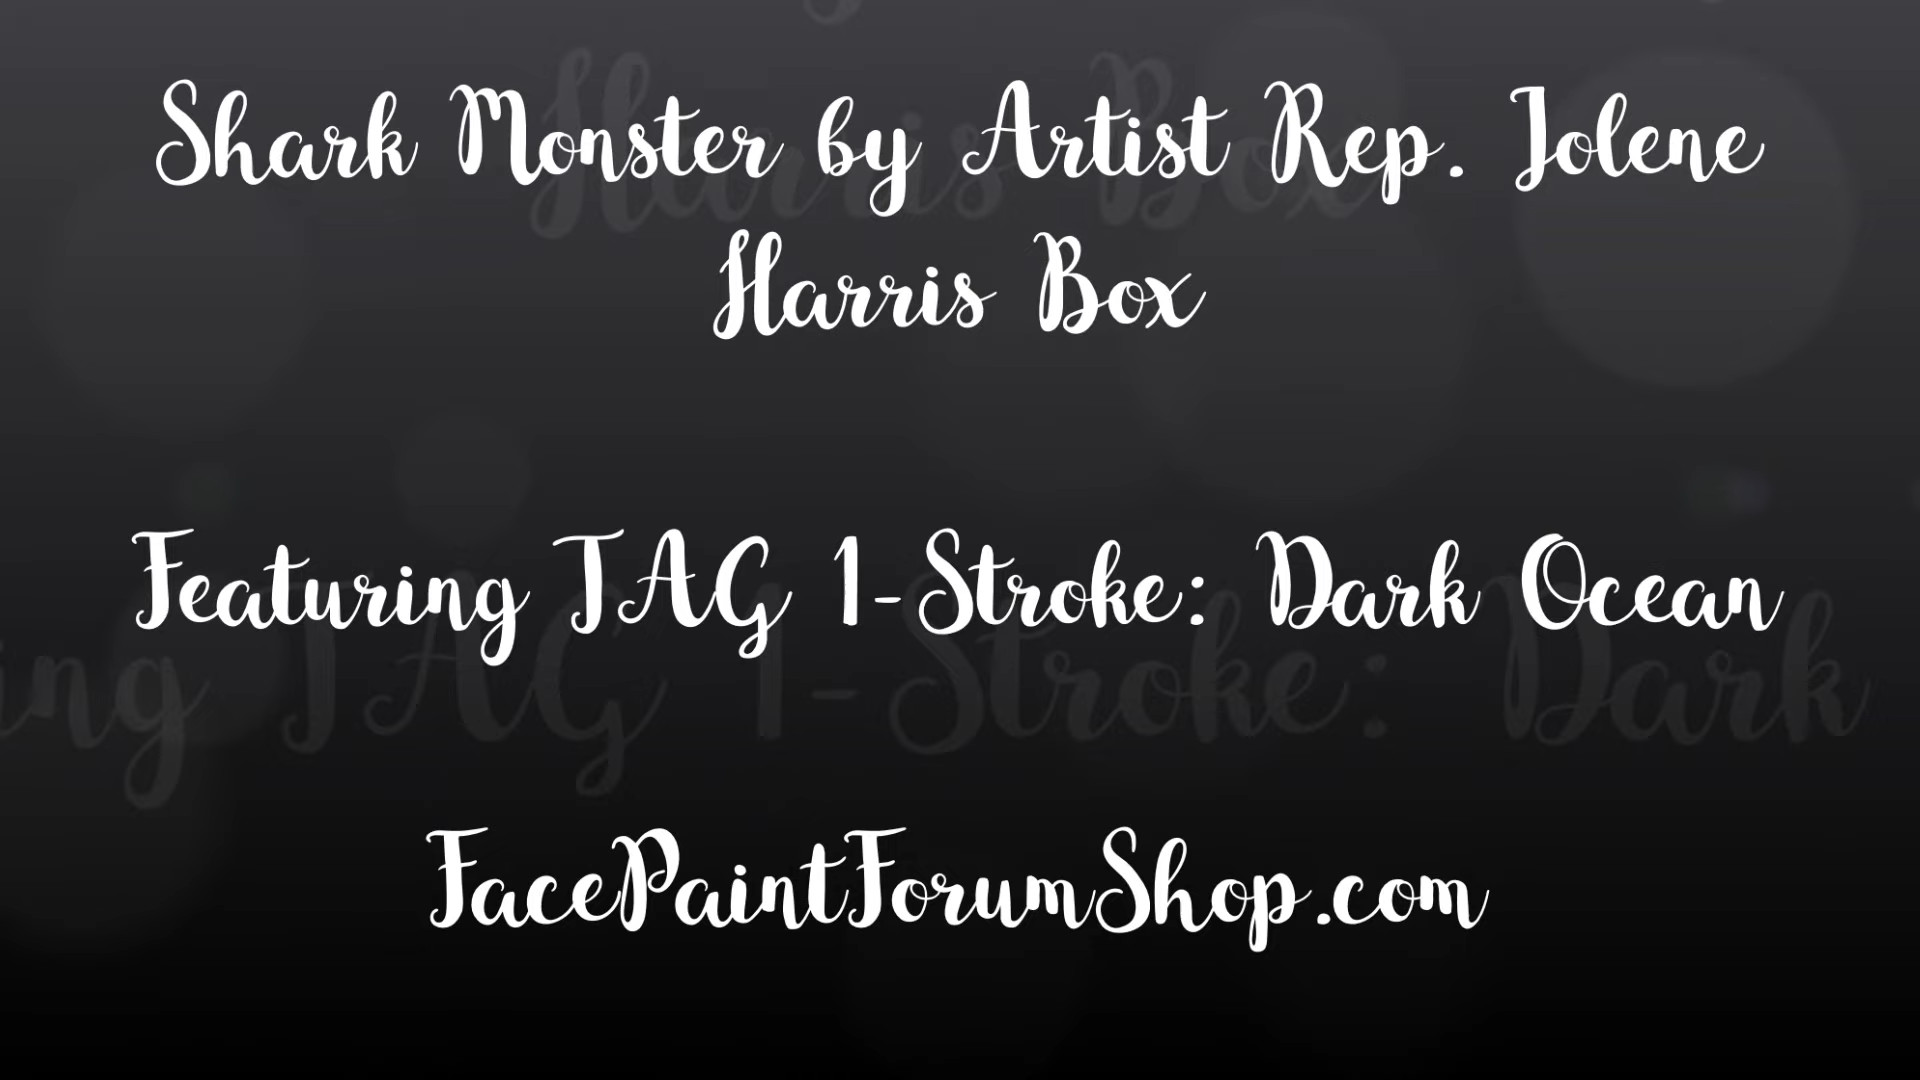 Shark Monster by Artist Rep. Jolene
Harris Box
Featuring TAG 1-Stroke: Dark Ocean
FacePaintForumShop.com